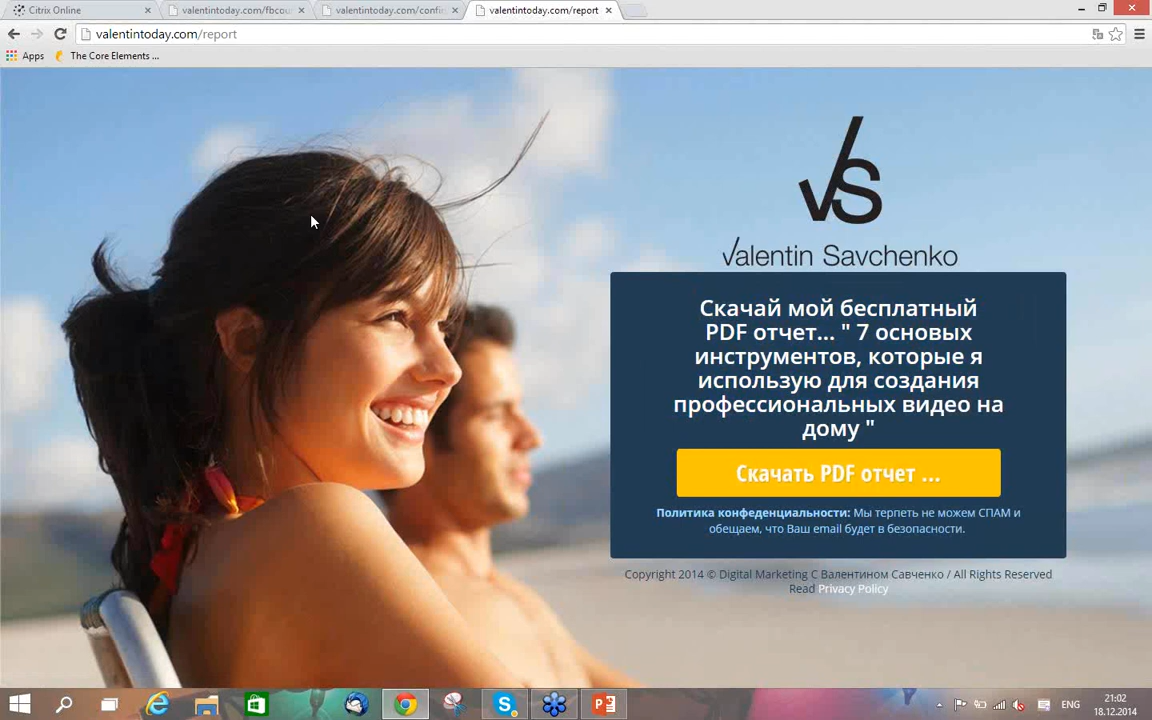 Citrix Online
valentintoday.com/fbcou
valentintoday.com/confi
valentintoday.com/report
valentintoday.com/report
Apps
The Core Elements ...
VS
Valentin Savchenko
Скачай мой бесплатный
PDF отчет... " 7 основых
инструментов, которые я
использую для создания
профессиональных видео на
дому "
Скачать PDF отчет ...
Политика конфеденциальности: Мы терпеть не можем СПАМ и
обещаем, что Ваш email будет в безопасности.
Copyright 2014 © Digital Marketing С Валентином Савченко / All Rights Reserved
Read Privacy Policy
ENG
21:02
18.12.2014